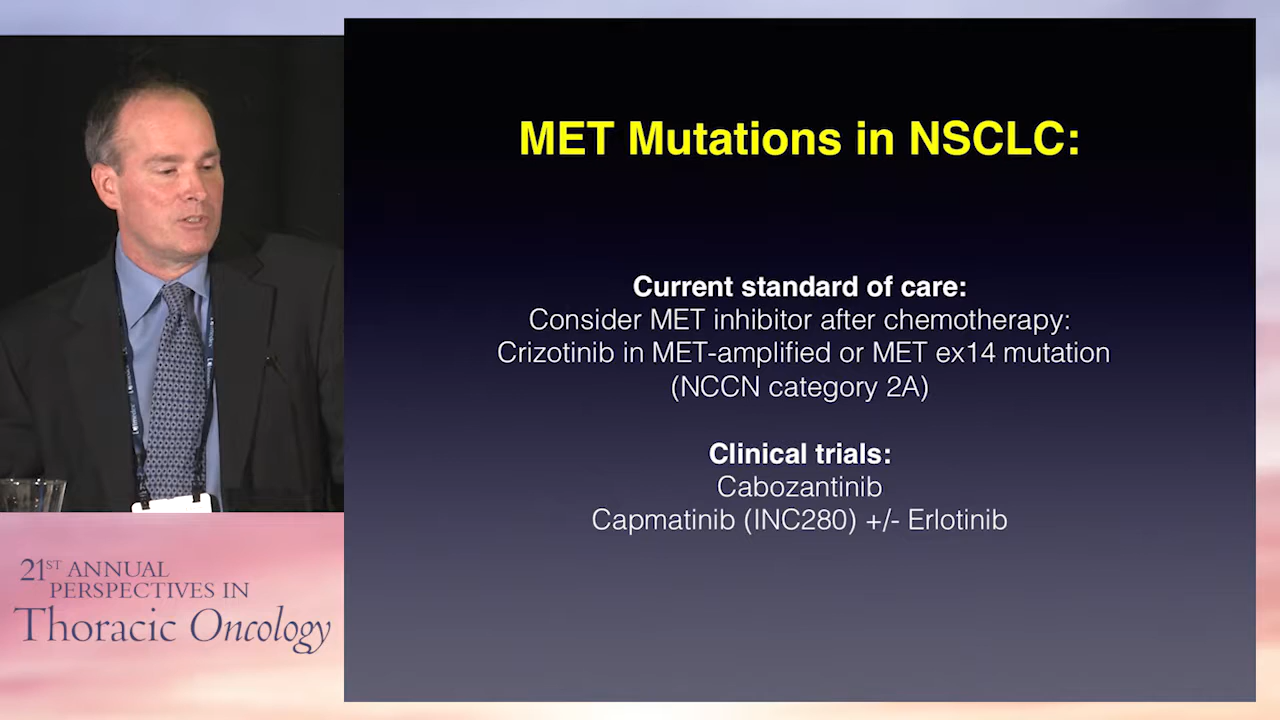 MET Mutations in NSCLC:
Current standard of care:
Consider MET inhibitor after chemotherapy:
Crizotinib in MET-amplified or MET ex14 mutation
(NCCN category 2A)
Clinical trials:
Cabozantinib
Capmatinib (INC280) +/- Erlotinib
21ST ANNUAL
PERSPECTIVES IN
Thoracic Oncology